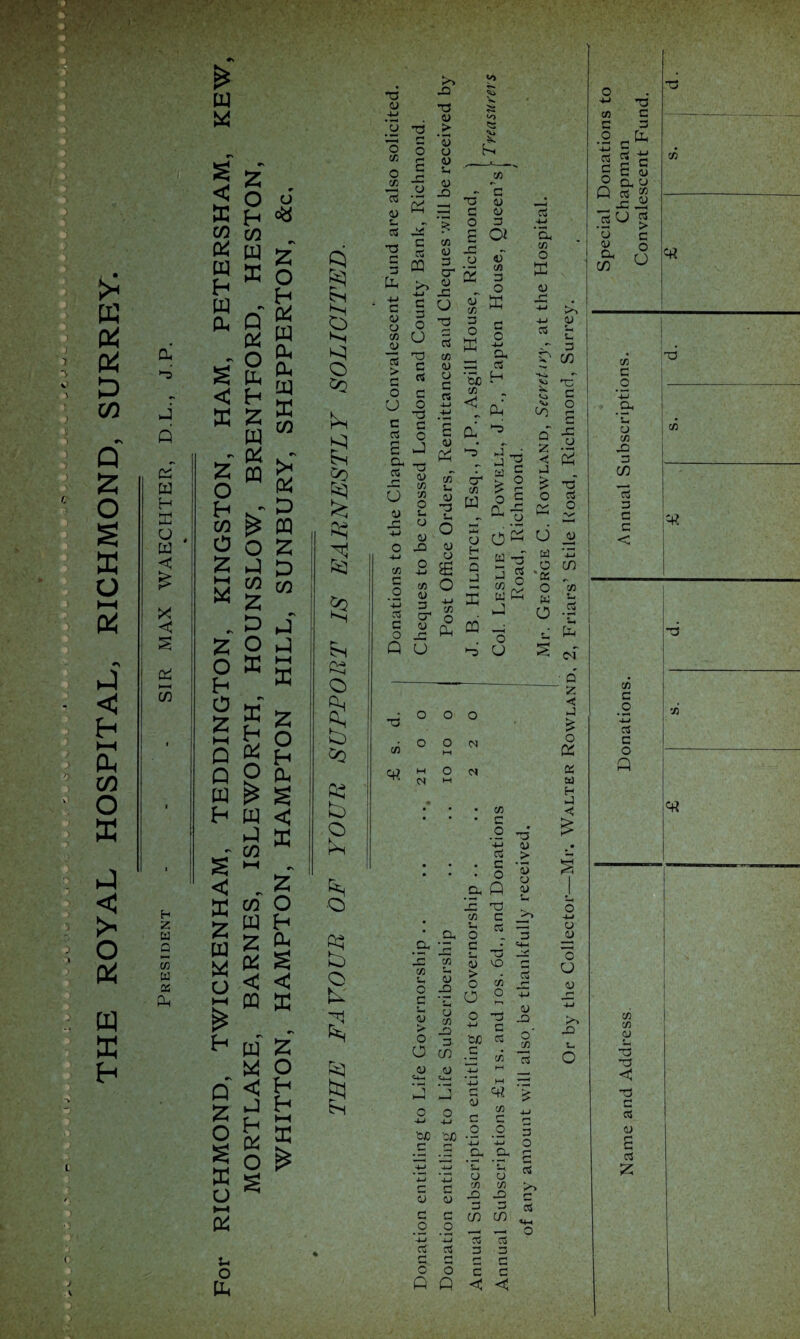 THE ROYAL HOSPITAL, RICHMOND, SURREY.
PRESIDENT - - - SIR MAX WAECHTER, D.L., J.P.
For RICHMOND, TWICKENHAM, TEDDINGTON, KINGSTON, HAM, PETERSHAM, KEW,
MORTLAKE, BARNES, ISLEWORTH, HOUNSLOW, BRENTFORD, HESTON,
WHITTON, HAMPTON, HAMPTON HILL, SUNBURY, SHEPPERTON, &c.
THE FAVOUR OF YOUR SUPPORT IS EARNESTLY SOLICITED.
£ s. d.
Donation entitling to Life Governorship .. .. .. 21 0 0
Donation entitling to Life Subscribership .. .. 10 10 0
Annual Subscription entitling to Governorship .. .. 2 2 0
Annual Subscriptions £1 1s. and 10s. 6d., and Donations
of any amount will also be thankfully received.
Donations to the Chapman Convalescent Fund are also solicited.
Cheques to be crossed London and County Bank, Richmond.
Post Office Orders, Remittances and Cheques will be received by
J. B. HILDITCH, Esq., J.P., Asgill House, Richmond,
Col. LESLIE G. POWELL, J.P., Tapton House, Queen's
Road, Richmond.
} Treasurers
Mr. GEORGE C. ROWLAND, Secretary, at the Hospital.
Or by the Collector—Mr. WALTER ROWLAND, 2, Friars' Stile Road, Richmond, Surrey.
Name and Address.
Donations.
Annual Subscriptions.
Special Donations to
Chapman
Convalescent Fund.
£ s. d. £ s. d. £ s. d.